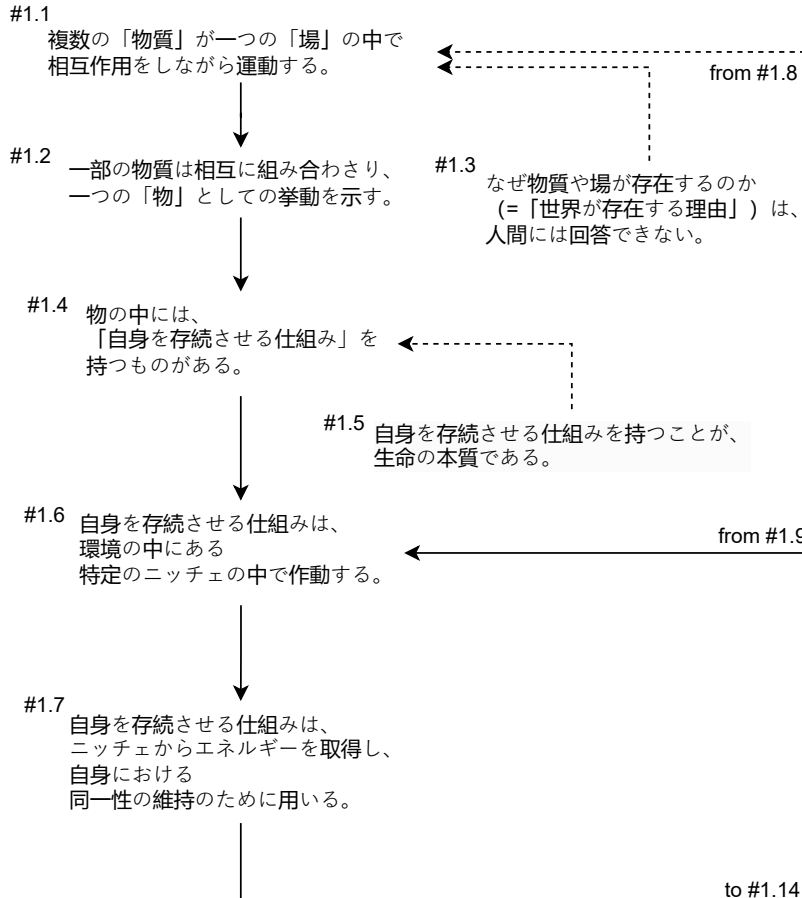 #1.1
複数の「物質」が一つの「場」の中で
相互作用をしながら運動する。
from #1.8
#1.2
一部の物質は相互に組み合わさり、
一つの「物」としての挙動を示す。
#1.3
なぜ物質や場が存在するのか
(=「世界が存在する理由」）は、
人間には回答できない。
#1.4
物の中には、
「自身を存続させる仕組み」を
持つものがある。
#1.5
自身を存続させる仕組みを持つことが、
生命の本質である。
#1.6
自身を存続させる仕組みは、
環境の中にある
特定のニッチェの中で作動する。
from #1.9
#1.7
自身を存続させる仕組みは、
ニッチェからエネルギーを取得し、
自身における
同一性の維持のために用いる。
to #1.14